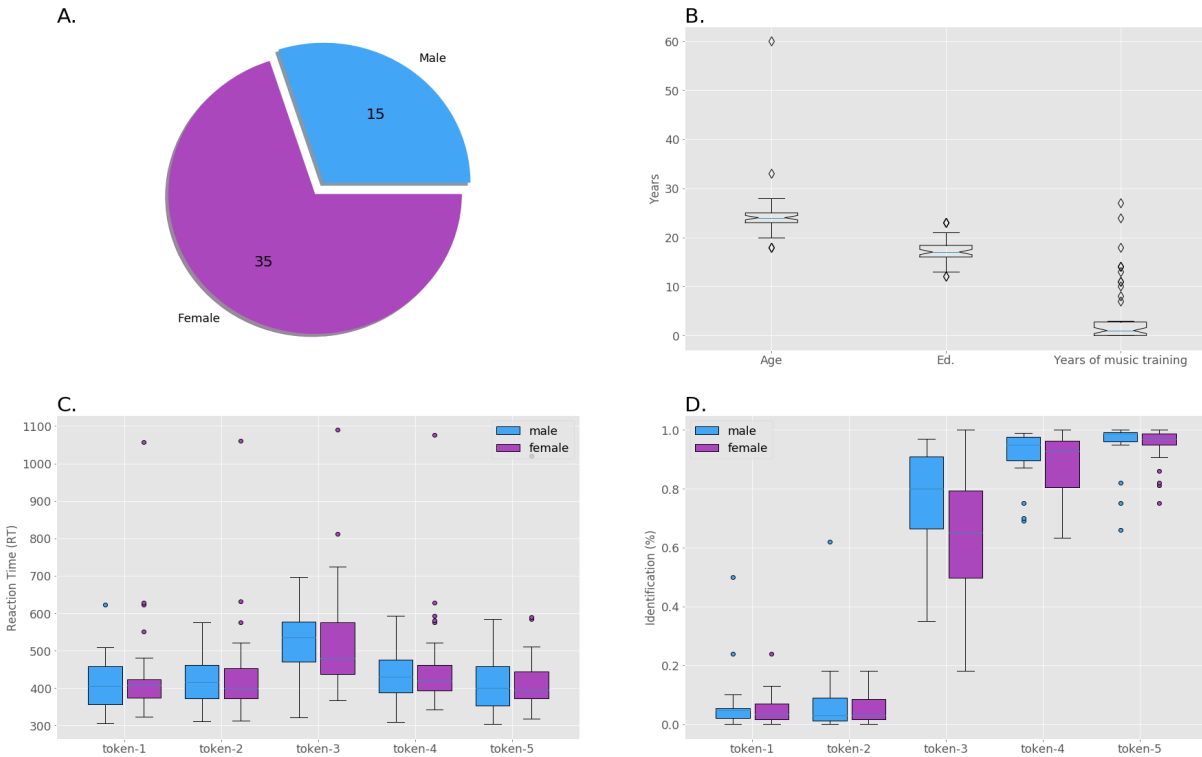 A.
Male
15
35
Female
B.
Years
60
50
40
30
20
10
0
Age Ed. Years of music training
C.
Reaction Time (RT)
1100
1000
900
800
700
600
500
400
300
male
female
token-1 token-2 token-3 token-4 token-5
D.
Identification (%)
1.0
0.8
0.6
0.4
0.2
0.0
male
female
token-1 token-2 token-3 token-4 token-5